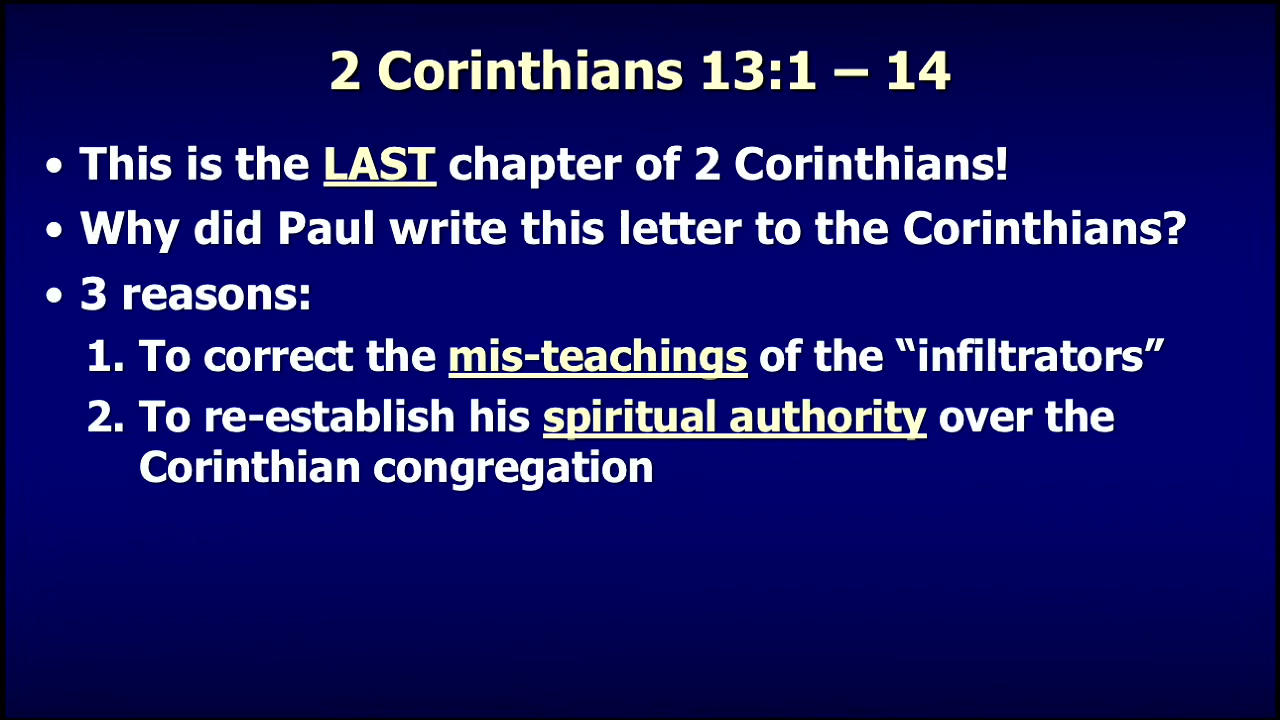 2 Corinthians 13:1 – 14
• This is the LAST chapter of 2 Corinthians!
• Why did Paul write this letter to the Corinthians?
• 3 reasons:
1. To correct the mis-teachings of the “infiltrators”
2. To re-establish his spiritual authority over the
Corinthian congregation